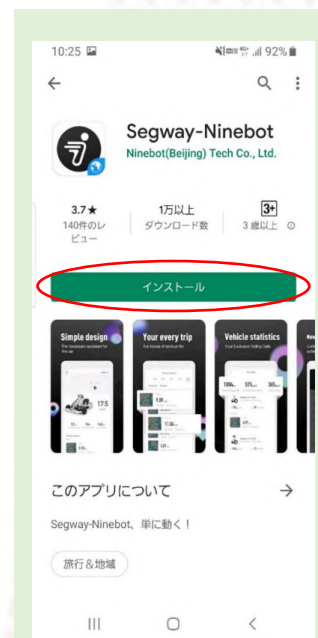 10:25
92%
Segway-Ninebot
Ninebot(Beijing) Tech Co., Ltd.
3.7★
140件のレビュー
1万以上
ダウンロード数
3+
3 歳以上
インストール
Simple design
Your every trip
Vehicle statistics
17.5
このアプリについて
Segway-Ninebot、単に動く！
旅行＆地域